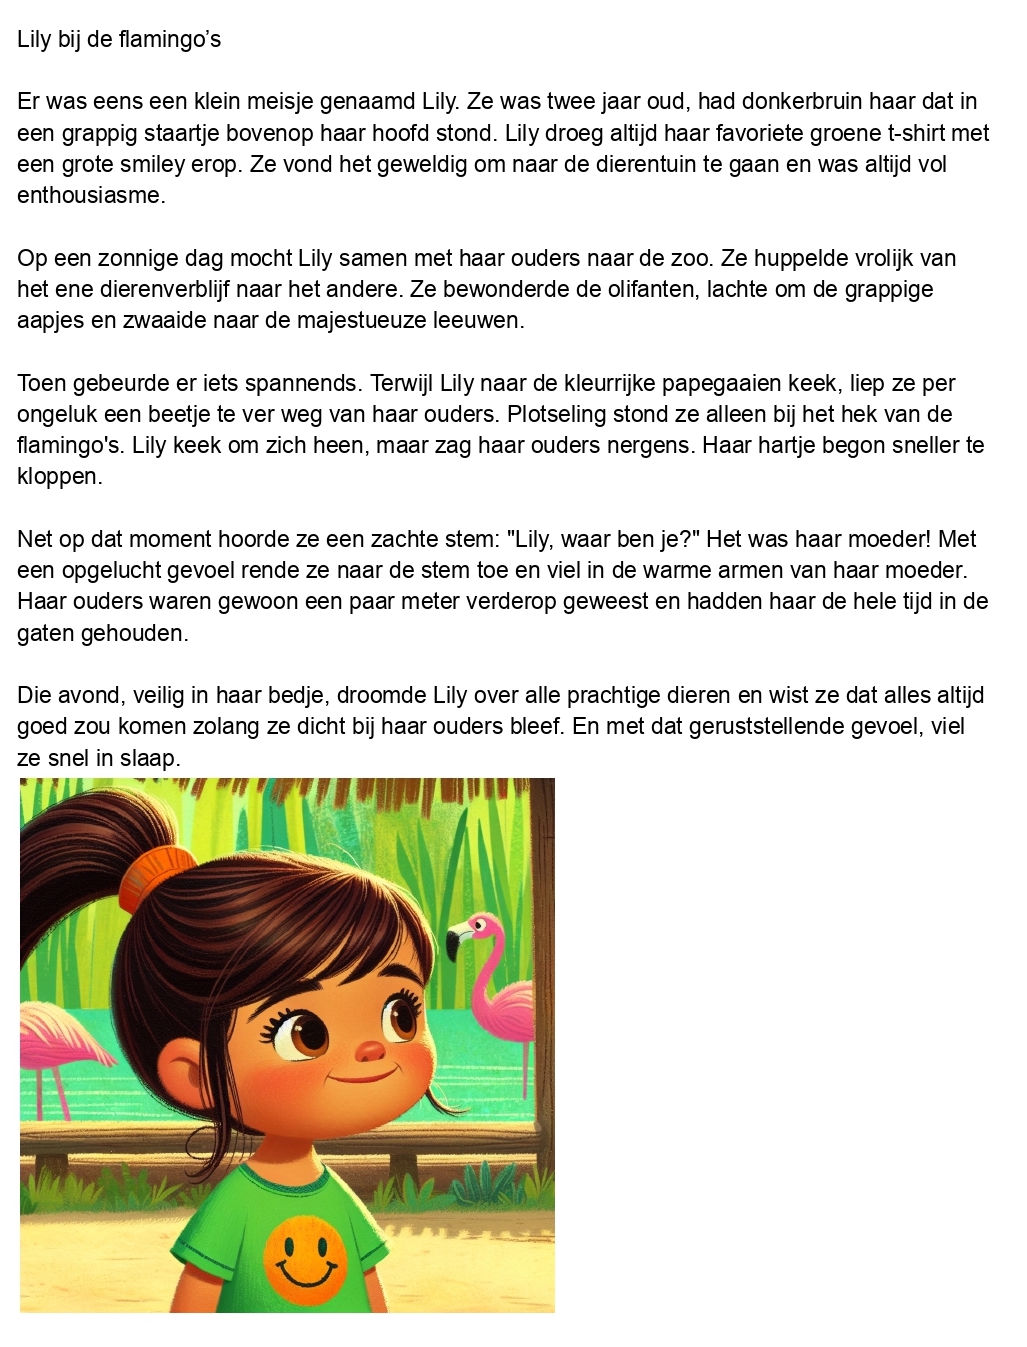 Lily bij de flamingo’s
Er was eens een klein meisje genaamd Lily. Ze was twee jaar oud, had donkerbruin haar dat in
een grappig staartje bovenop haar hoofd stond. Lily droeg altijd haar favoriete groene t-shirt met
een grote smiley erop. Ze vond het geweldig om naar de dierentuin te gaan en was altijd vol
enthousiasme.
Op een zonnige dag mocht Lily samen met haar ouders naar de zoo. Ze huppelde vrolijk van
het ene dierenverblijf naar het andere. Ze bewonderde de olifanten, lachte om de grappige
aapjes en zwaaide naar de majestueuze leeuwen.
Toen gebeurde er iets spannends. Terwijl Lily naar de kleurrijke papegaaien keek, liep ze per
ongeluk een beetje te ver weg van haar ouders. Plotseling stond ze alleen bij het hek van de
flamingo's. Lily keek om zich heen, maar zag haar ouders nergens. Haar hartje begon sneller te
kloppen.
Net op dat moment hoorde ze een zachte stem: "Lily, waar ben je?" Het was haar moeder! Met
een opgelucht gevoel rende ze naar de stem toe en viel in de warme armen van haar moeder.
Haar ouders waren gewoon een paar meter verderop geweest en hadden haar de hele tijd in de
gaten gehouden.
Die avond, veilig in haar bedje, droomde Lily over alle prachtige dieren en wist ze dat alles altijd
goed zou komen zolang ze dicht bij haar ouders bleef. En met dat geruststellende gevoel, viel
ze snel in slaap.